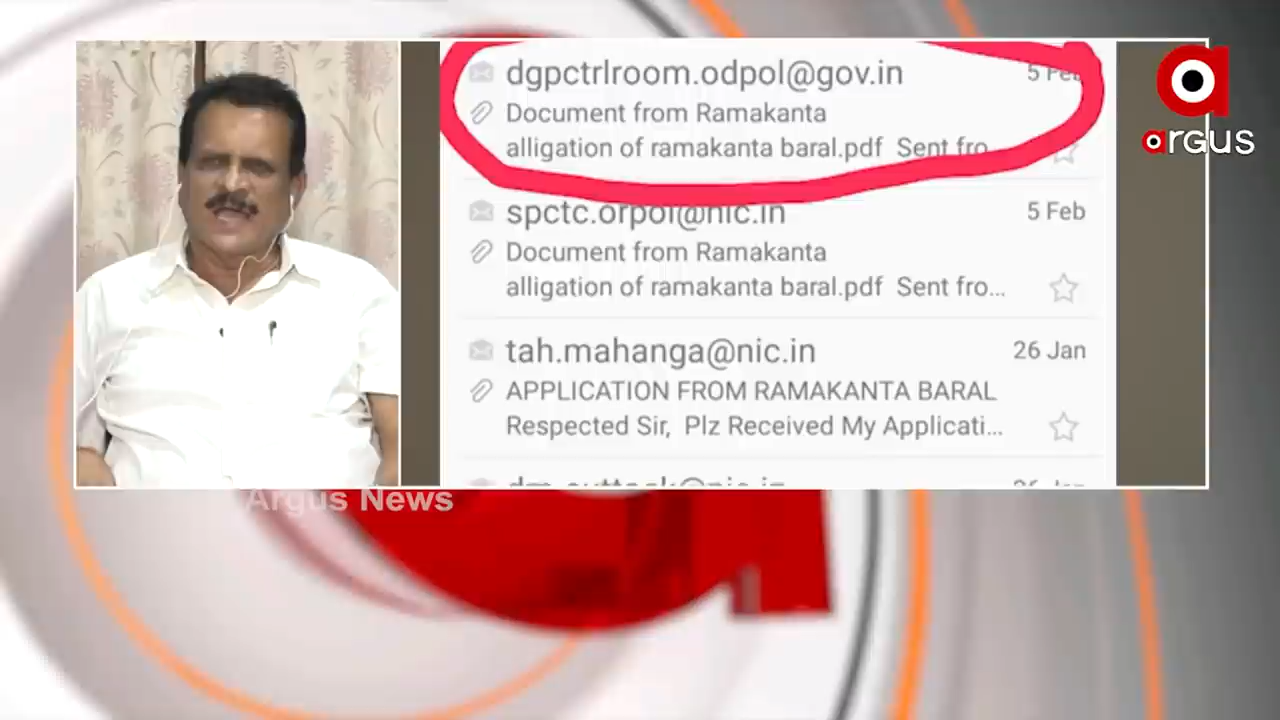 dgpctrlroom.odpol@gov.in
5 Feb
Document from Ramakanta
alligation of ramakanta baral.pdf Sent fro...
spctc.orpol@nic.in
5 Feb
Document from Ramakanta
alligation of ramakanta baral.pdf Sent fro...
tah.mahanga@nic.in
26 Jan
APPLICATION FROM RAMAKANTA BARAL
Respected Sir, Plz Received My Applicati...
argus
Argus News